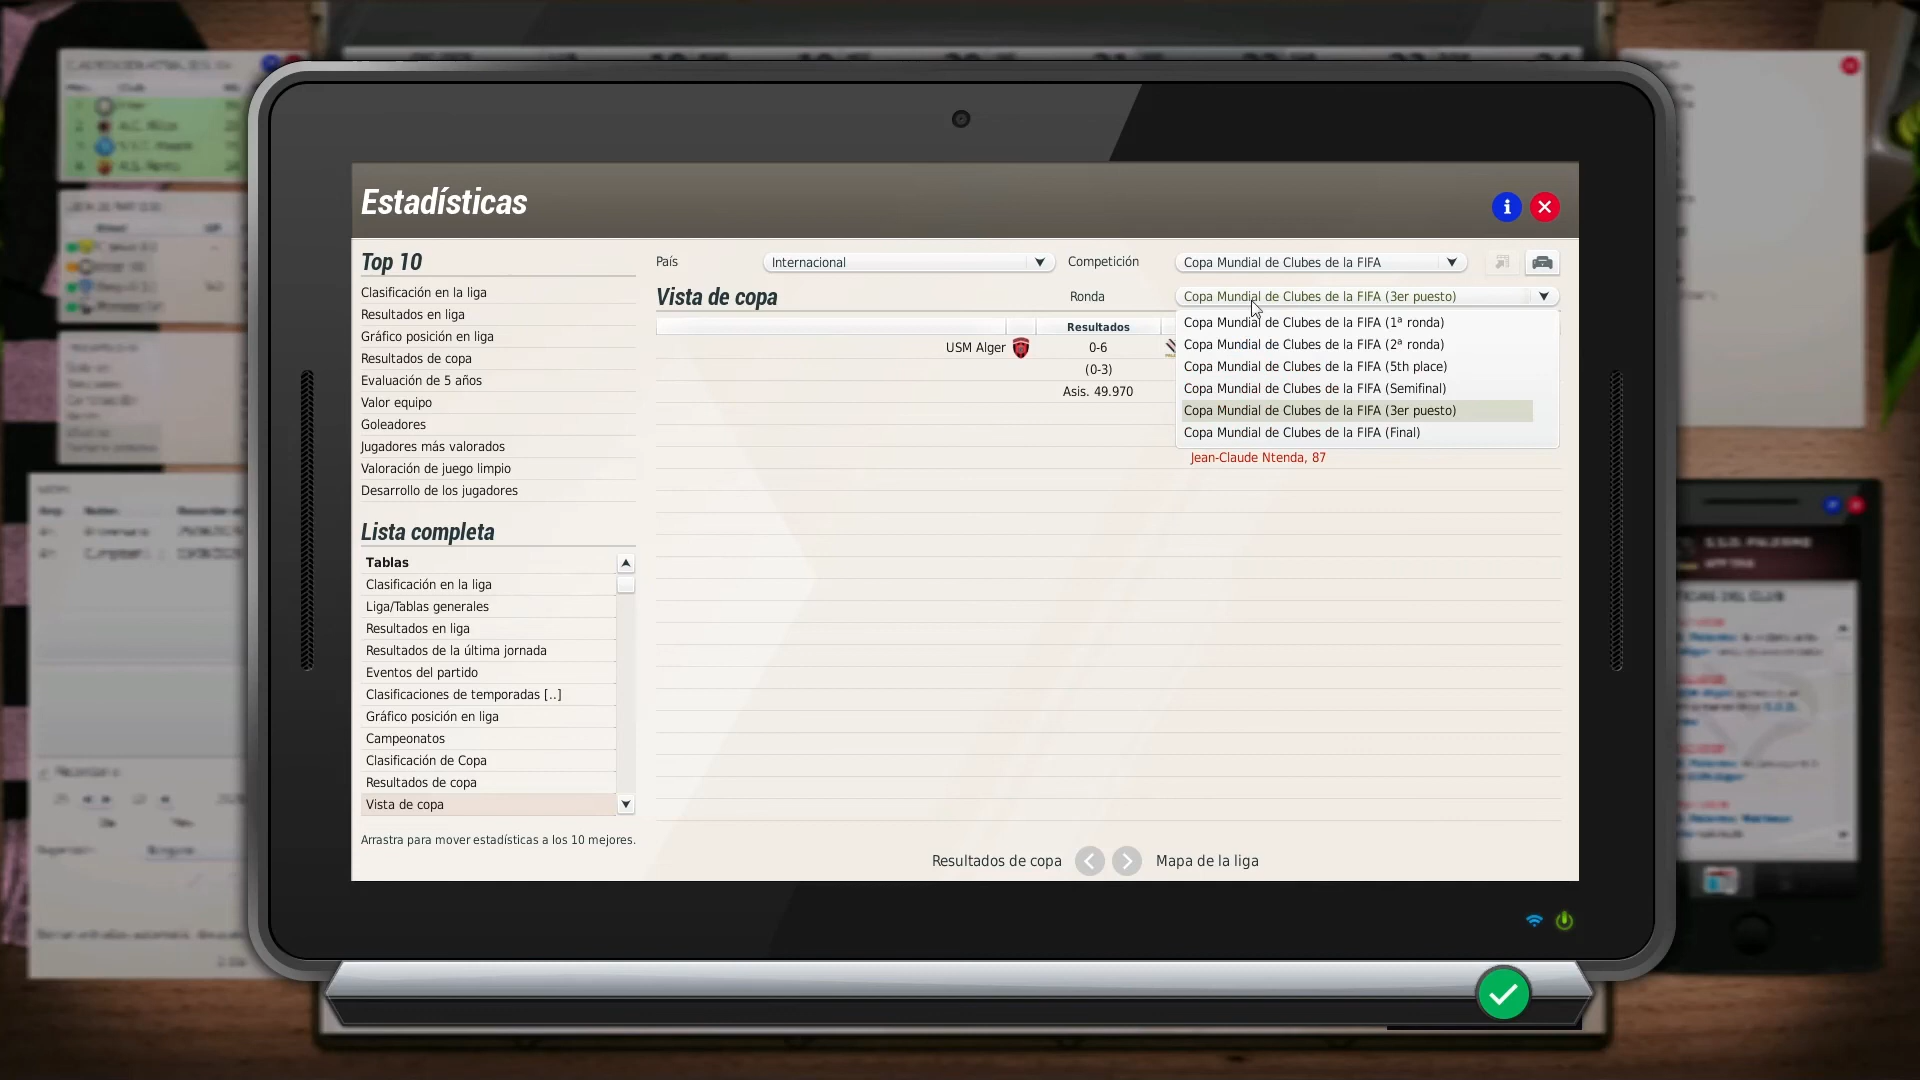 Estadísticas
Top 10
Clasificación en la liga
Resultados en liga
Gráfico posición en liga
Resultados de copa
Evaluación de 5 años
Valor equipo
Goleadores
Jugadores más valorados
Valoración de juego limpio
Desarrollo de los jugadores
Lista completa
Tablas
Clasificación en la liga
Liga/Tablas generales
Resultados en liga
Resultados de la última jornada
Eventos del partido
Clasificaciones de temporadas [..]
Gráfico posición en liga
Campeonatos
Clasificación de Copa
Resultados de copa
Vista de copa
Arrastra para mover estadísticas a los 10 mejores.
País Internacional Competición Copa Mundial de Clubes de la FIFA
Vista de copa Ronda Copa Mundial de Clubes de la FIFA (3er puesto)
Resultados
USM Alger 0-6
(0-3)
Asis. 49.970
Copa Mundial de Clubes de la FIFA (1ª ronda)
Copa Mundial de Clubes de la FIFA (2ª ronda)
Copa Mundial de Clubes de la FIFA (5th place)
Copa Mundial de Clubes de la FIFA (Semifinal)
Copa Mundial de Clubes de la FIFA (3er puesto)
Copa Mundial de Clubes de la FIFA (Final)
Jean-Claude Ntenda, 87
Resultados de copa Mapa de la liga